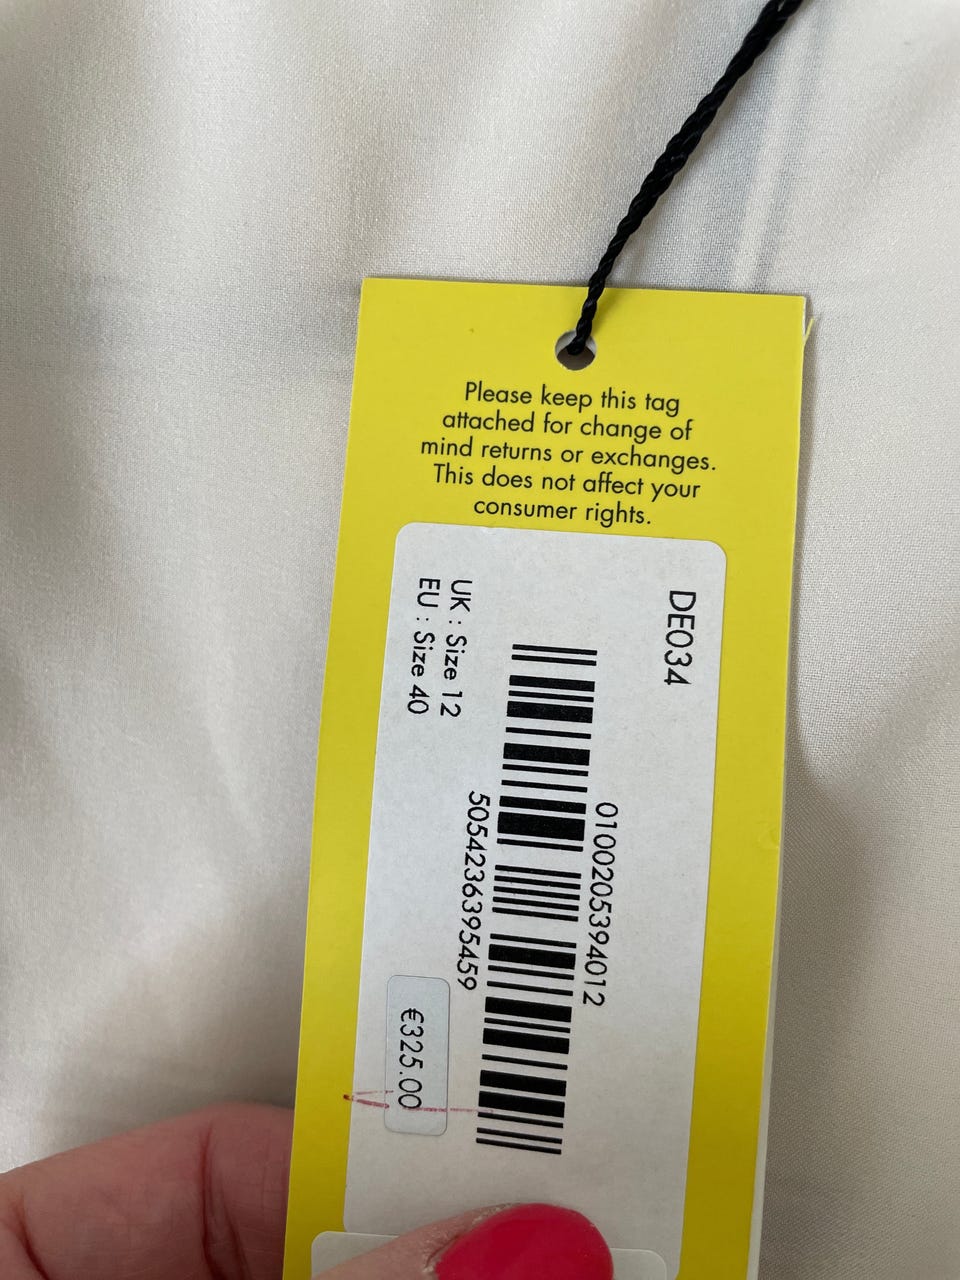 Please keep this tag
attached for change of
mind returns or exchanges.
This does not affect your
consumer rights.
DE034
0100205394012
5054236395459
UK : Size 12
EU : Size 40
€325.00